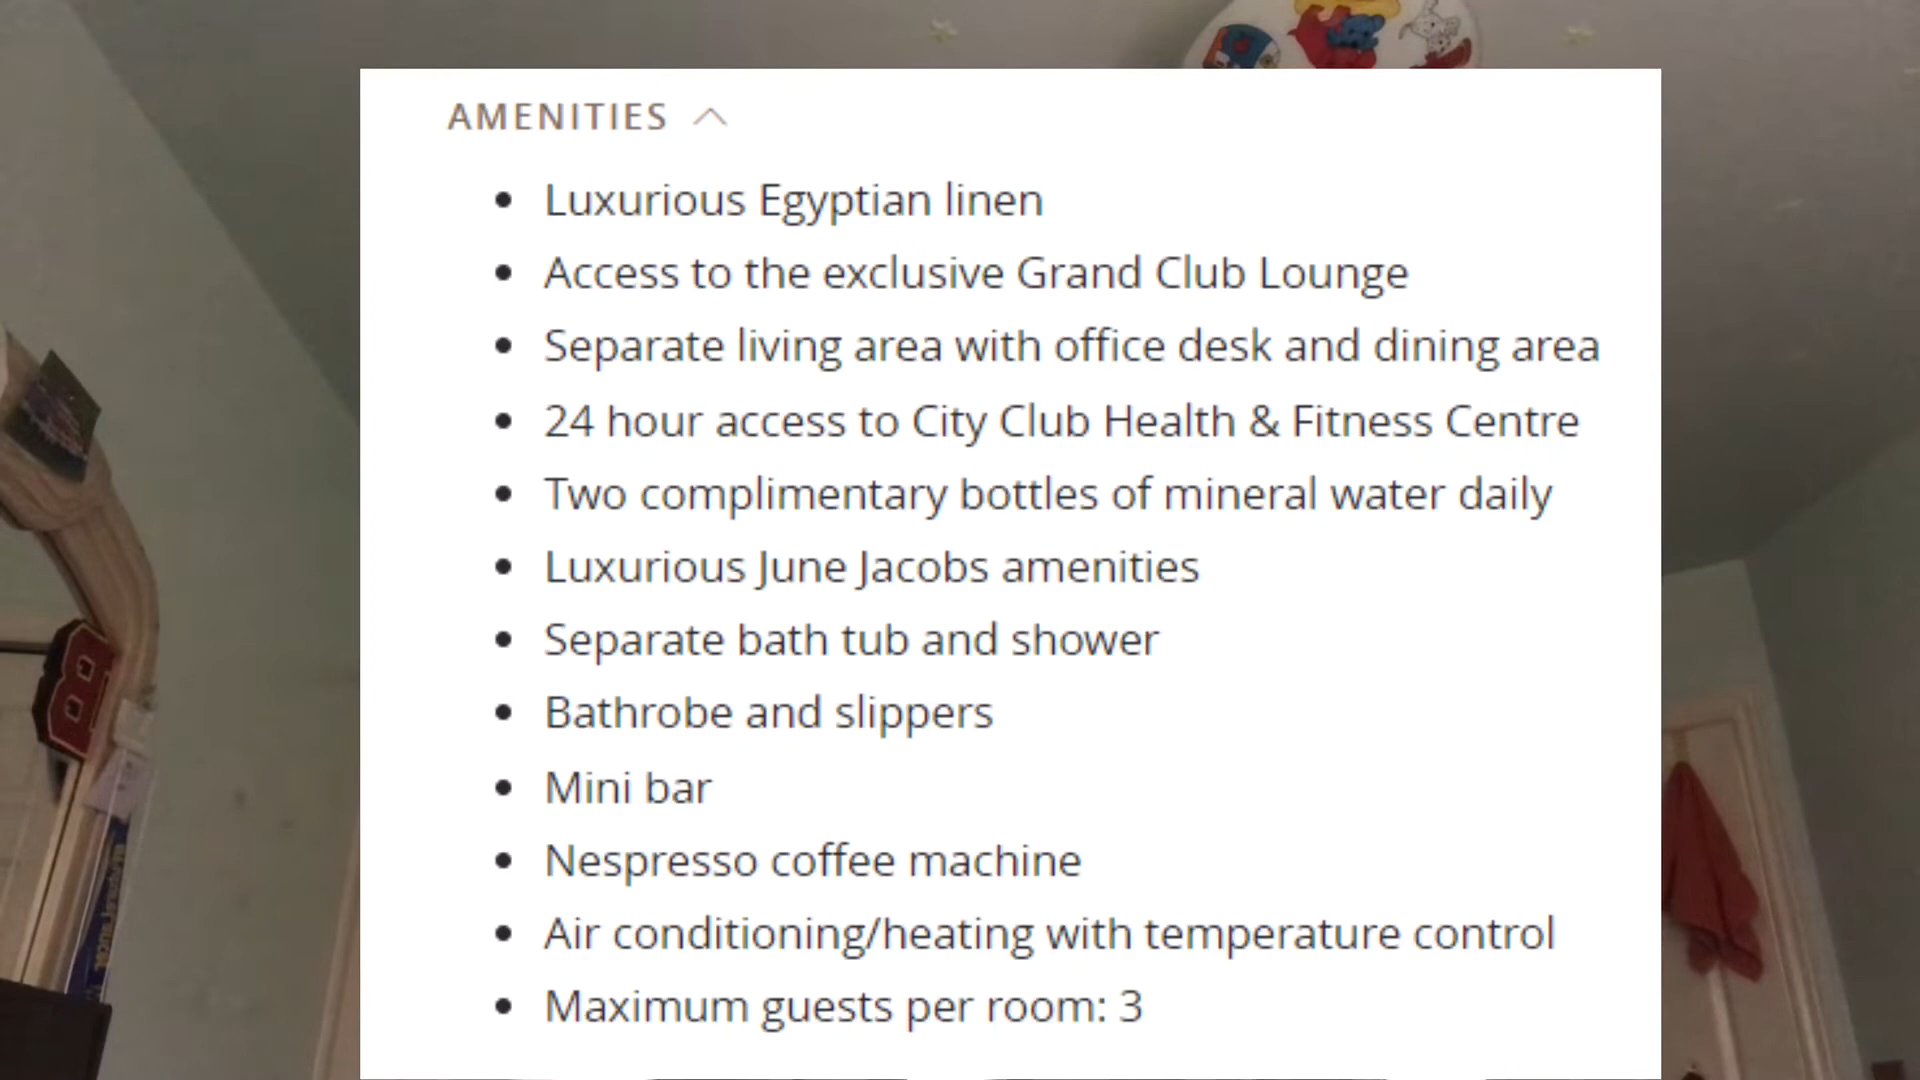 AMENITIES
Luxurious Egyptian linen
Access to the exclusive Grand Club Lounge
Separate living area with office desk and dining area
24 hour access to City Club Health & Fitness Centre
Two complimentary bottles of mineral water daily
Luxurious June Jacobs amenities
Separate bath tub and shower
Bathrobe and slippers
Mini bar
Nespresso coffee machine
Air conditioning/heating with temperature control
Maximum guests per room: 3
B